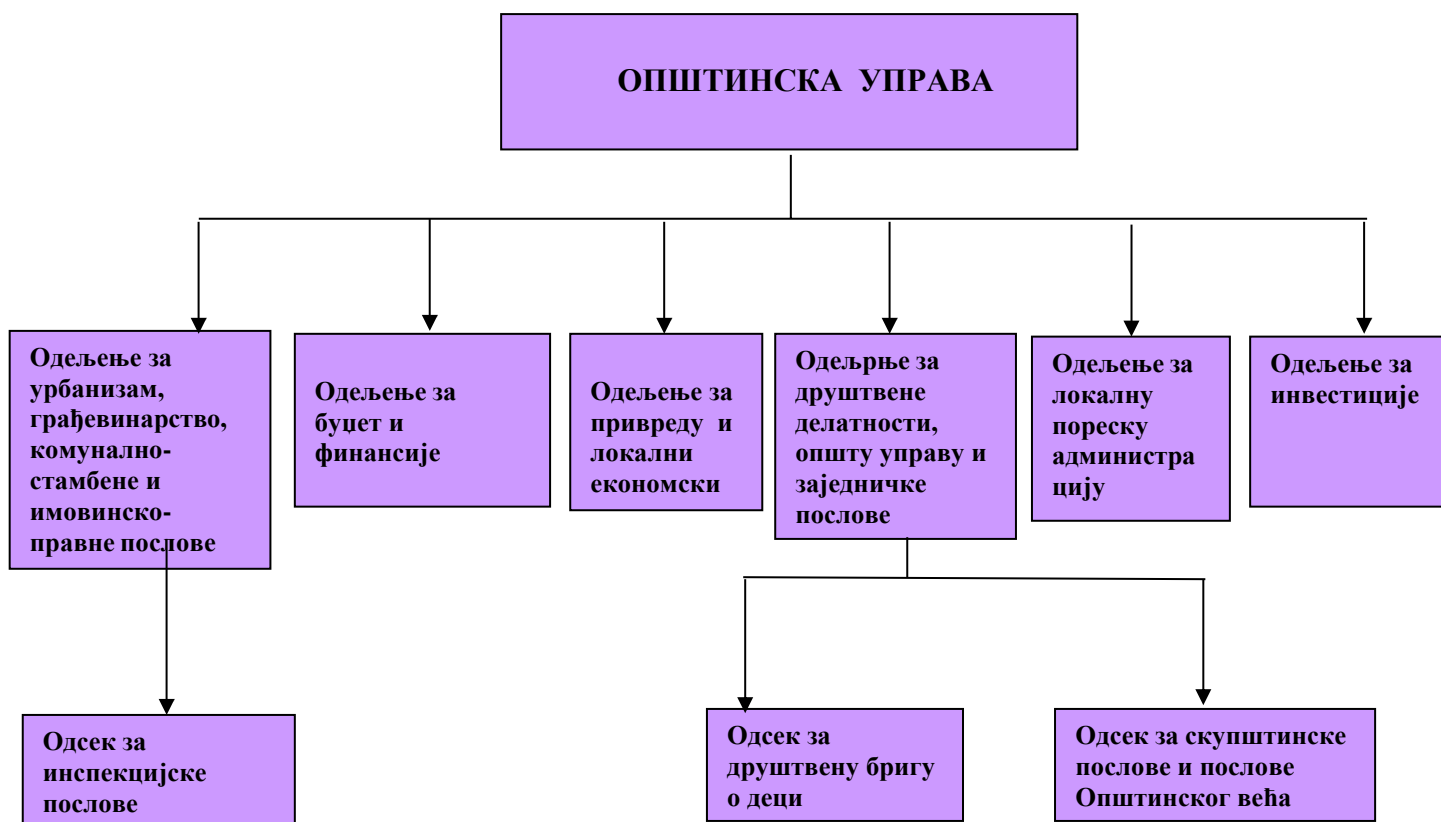 ОПШТИНСКА УПРАВА
Одељење за
урбанизам,
грађевинарство,
комунално-
стамбене и
имовинско-
правне послове
Одељење за
буџет и
финансије
Одељење за
привреду и
локални
економски
Одељрње за
друштвене
делатности,
општу управу и
заједничке
послове
Одељење за
локалну
пореску
администра
цију
Одељење за
инвестиције
Одсек за
инспекцијске
послове
Одсек за
друштвену бригу
о деци
Одсек за скупштинске
послове и послове
Општинског већа